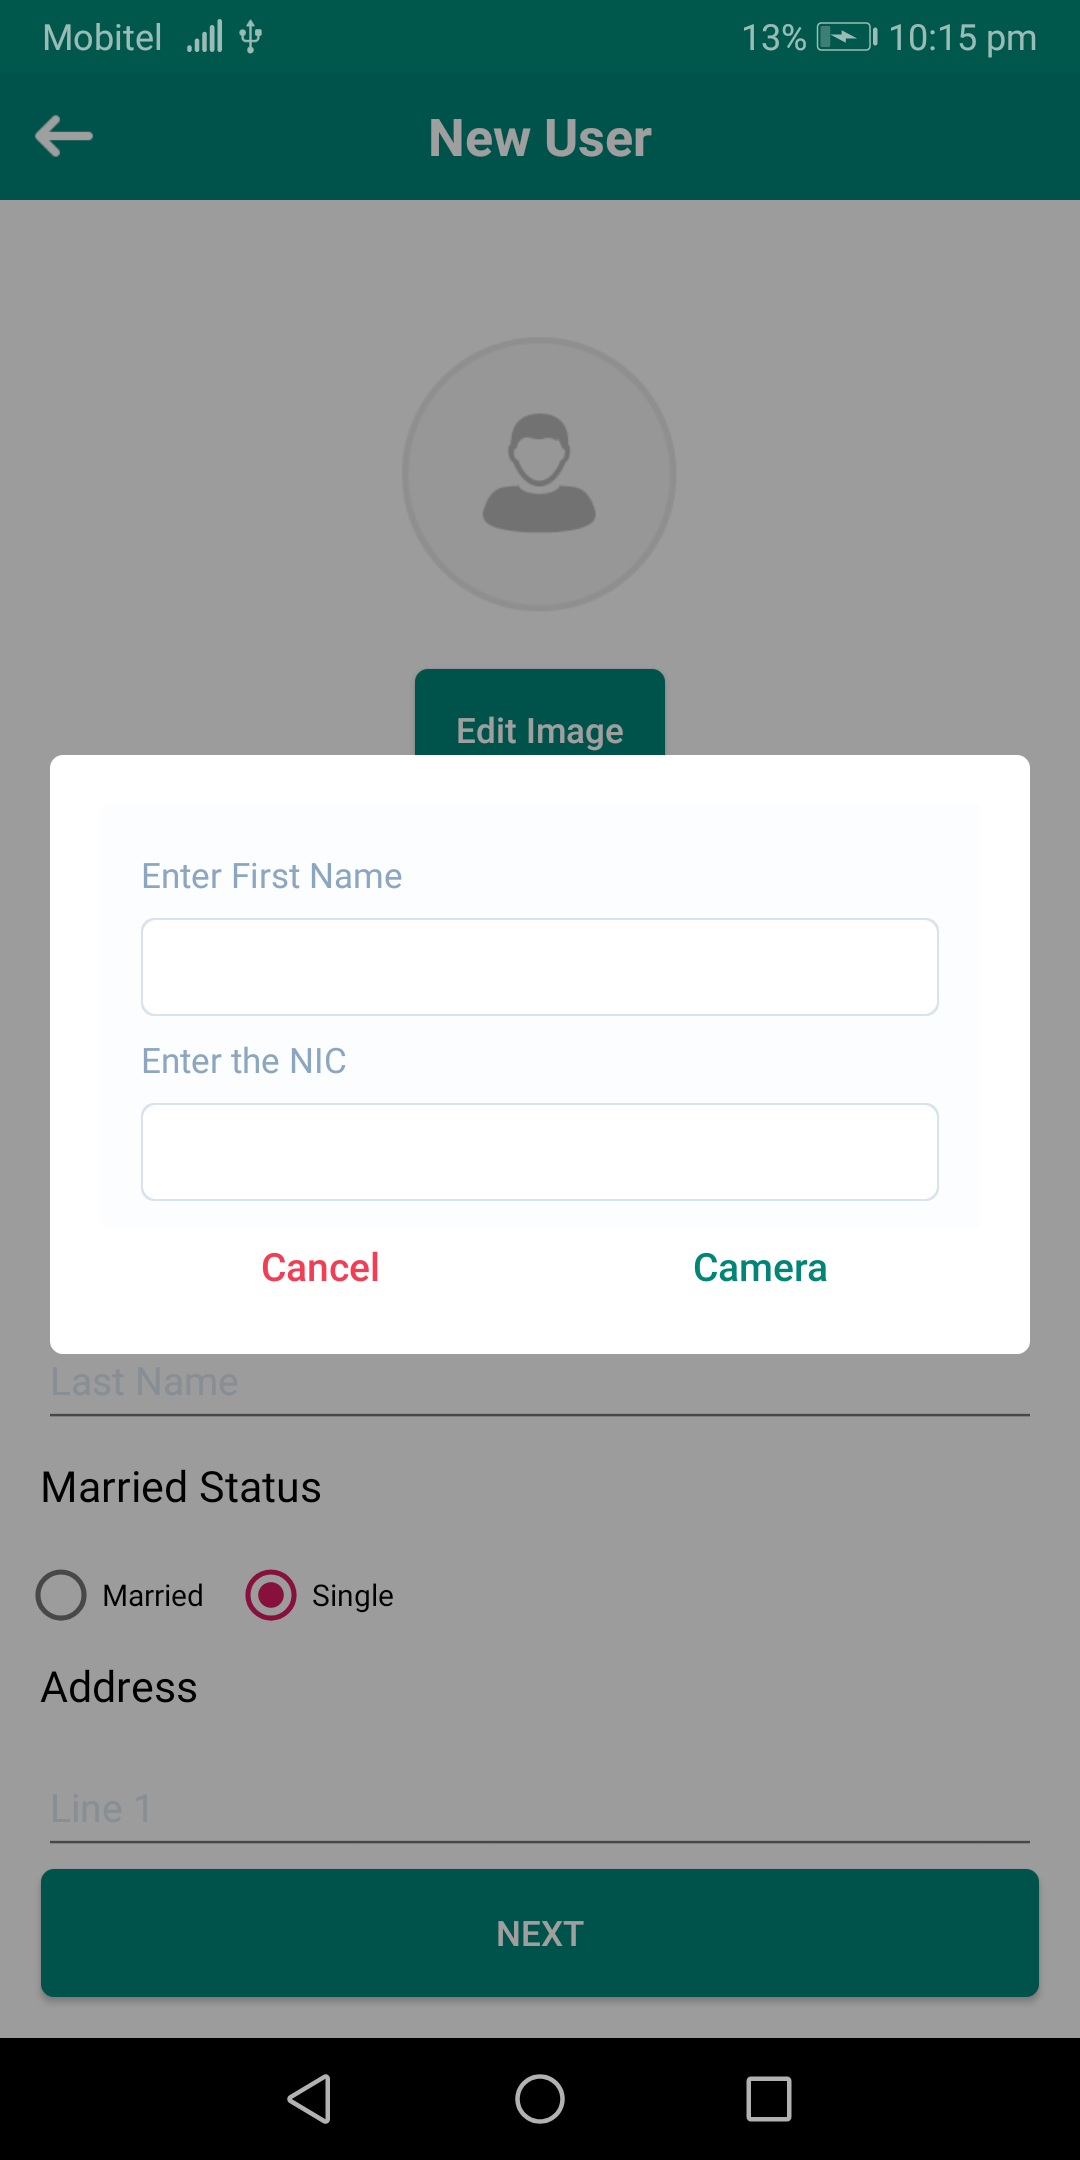 Mobitel 13% 10:15 pm
New User
Edit Image
Enter First Name
Enter the NIC
Cancel Camera
Last Name
Married Status
Married Single
Address
Line 1
NEXT